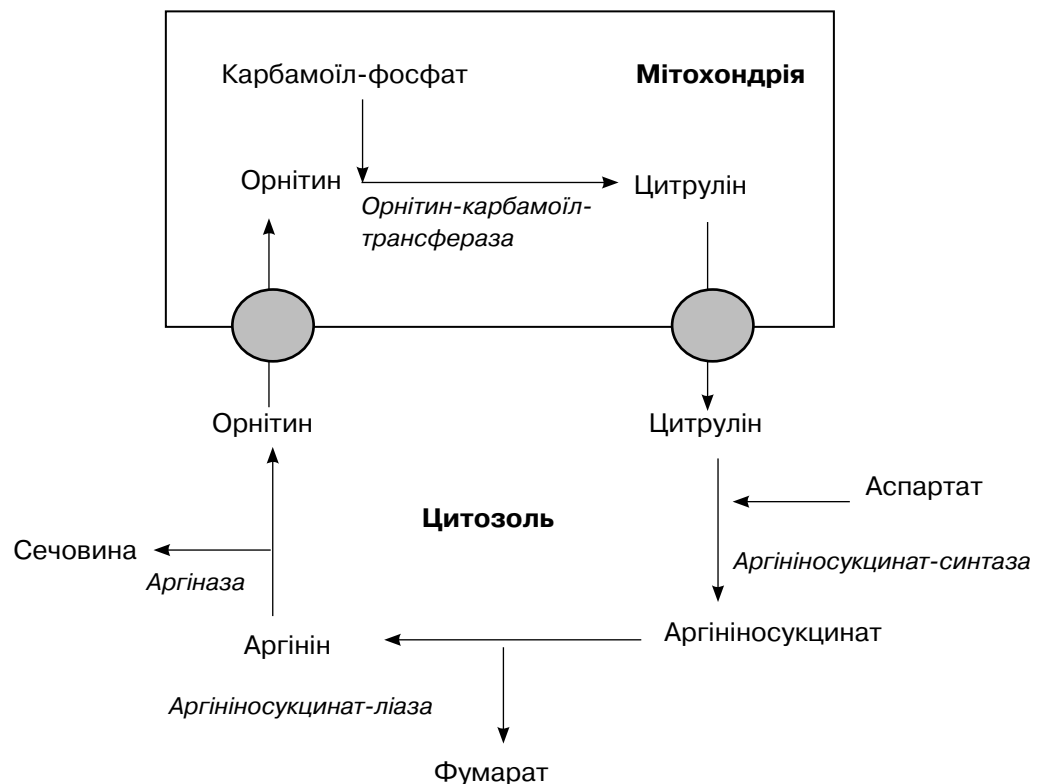 Карбамоїл-фосфат
Мітохондрія
Орнітин
Цитрулін
Орнітин-карбамоїл-
трансфераза
Орнітин
Цитрулін
Аспартат
Цитозоль
Сечовина
Аргіназа
Аргініносукцинат-синтаза
Аргінін
Аргініносукцинат
Аргініносукцинат-ліаза
Фумарат